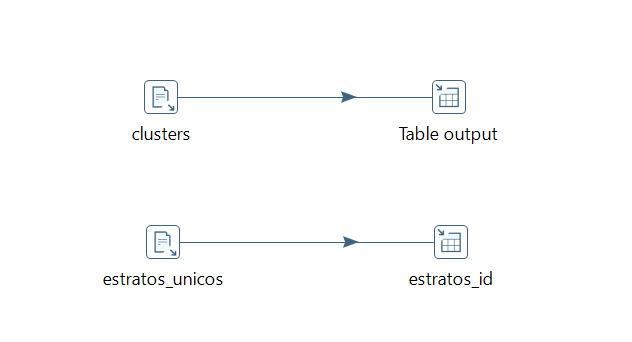 clusters
Table output
estratos_unicos
estratos_id